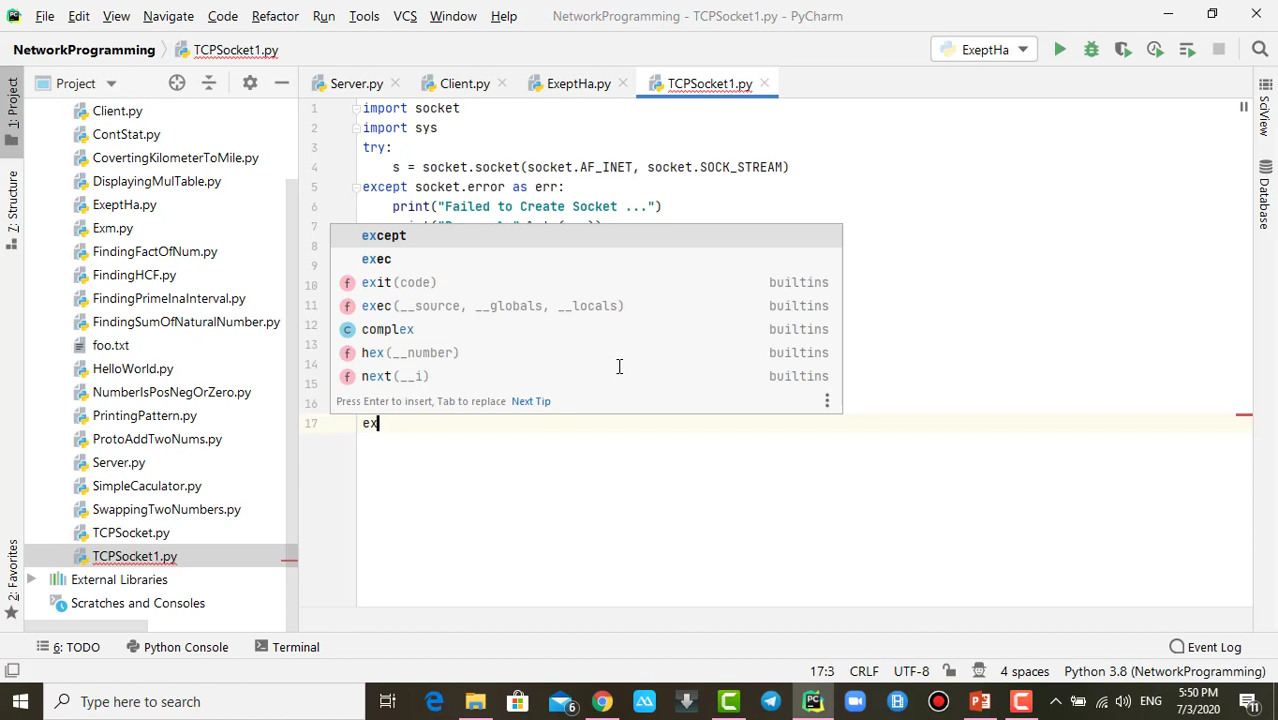 File Edit View Navigate Code Refactor Run Tools VCS Window Help NetworkProgramming - TCPSocket1.py - PyCharm
NetworkProgramming TCPSocket1.py ExeptHa
1: Project
Project
Server.py Client.py ExeptHa.py TCPSocket1.py
Client.py
ContStat.py
CovertingKilometerToMile.py
DisplayingMulTable.py
ExeptHa.py
Exm.py
FindingFactOfNum.py
FindingHCF.py
FindingPrimeInaInterval.py
FindingSumOfNaturalNumber.py
foo.txt
HelloWorld.py
NumberIsPosNegOrZero.py
PrintingPattern.py
ProtoAddTwoNums.py
Server.py
SimpleCaculator.py
SwappingTwoNumbers.py
TCPSocket.py
TCPSocket1.py
External Libraries
Scratches and Consoles
7: Structure
2: Favorites
1 import socket
2 import sys
3 try:
4 s = socket.socket(socket.AF_INET, socket.SOCK_STREAM)
5 except socket.error as err:
6 print("Failed to Create Socket ...")
7
8
9
10
11
12
13
14
15
16
17 ex
except
exec
f exit(code) builtins
f exec(__source, __globals, __locals) builtins
c complex builtins
f hex(__number) builtins
f next(__i) builtins
Press Enter to insert, Tab to replace Next Tip
SciView
Database
6: TODO Python Console Terminal Event Log
17:3 CRLF UTF-8 4 spaces Python 3.8 (NetworkProgramming)
Type here to search
6
ENG
5:50 PM
7/3/2020
11